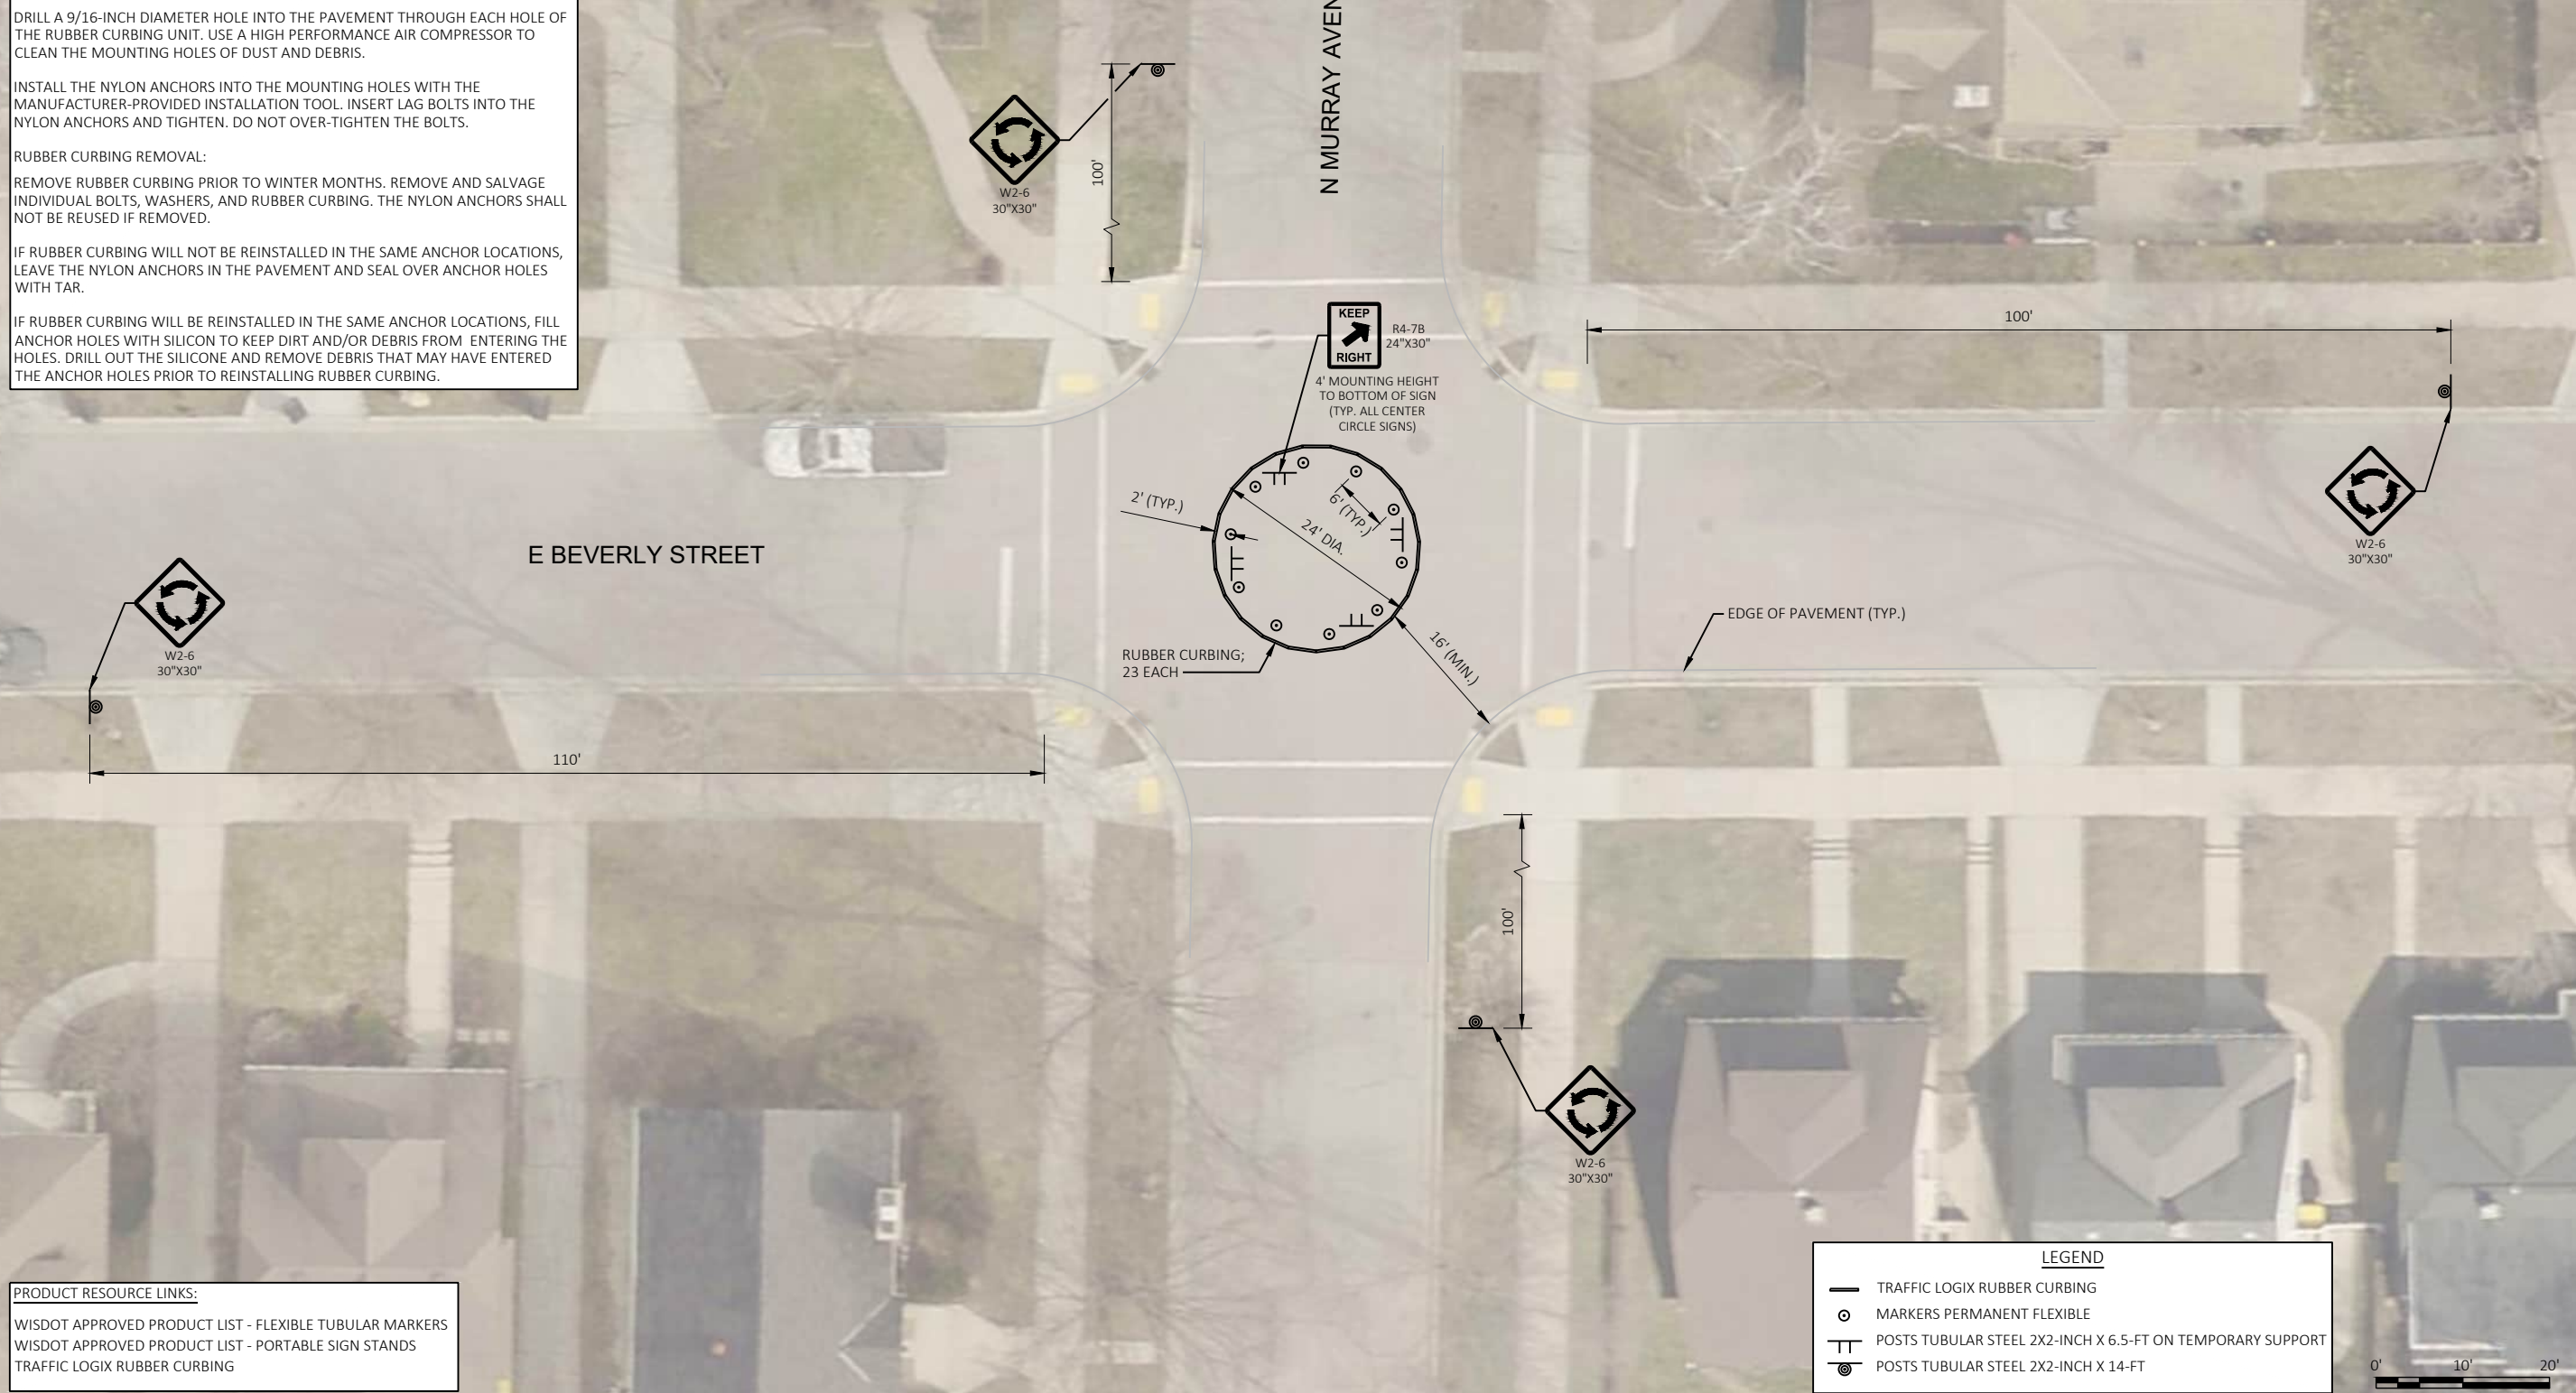 DRILL A 9/16-INCH DIAMETER HOLE INTO THE PAVEMENT THROUGH EACH HOLE OF
THE RUBBER CURBING UNIT. USE A HIGH PERFORMANCE AIR COMPRESSOR TO
CLEAN THE MOUNTING HOLES OF DUST AND DEBRIS.
INSTALL THE NYLON ANCHORS INTO THE MOUNTING HOLES WITH THE
MANUFACTURER-PROVIDED INSTALLATION TOOL. INSERT LAG BOLTS INTO THE
NYLON ANCHORS AND TIGHTEN. DO NOT OVER-TIGHTEN THE BOLTS.
RUBBER CURBING REMOVAL:
REMOVE RUBBER CURBING PRIOR TO WINTER MONTHS. REMOVE AND SALVAGE
INDIVIDUAL BOLTS, WASHERS, AND RUBBER CURBING. THE NYLON ANCHORS SHALL
NOT BE REUSED IF REMOVED.
IF RUBBER CURBING WILL NOT BE REINSTALLED IN THE SAME ANCHOR LOCATIONS,
LEAVE THE NYLON ANCHORS IN THE PAVEMENT AND SEAL OVER ANCHOR HOLES
WITH TAR.
IF RUBBER CURBING WILL BE REINSTALLED IN THE SAME ANCHOR LOCATIONS, FILL
ANCHOR HOLES WITH SILICON TO KEEP DIRT AND/OR DEBRIS FROM ENTERING THE
HOLES. DRILL OUT THE SILICONE AND REMOVE DEBRIS THAT MAY HAVE ENTERED
THE ANCHOR HOLES PRIOR TO REINSTALLING RUBBER CURBING.
N MURRAY AVEN
W2-6
30"X30"
100'
KEEP
RIGHT
R4-7B
24"X30"
4' MOUNTING HEIGHT
TO BOTTOM OF SIGN
(TYP. ALL CENTER
CIRCLE SIGNS)
100'
W2-6
30"X30"
2' (TYP.)
6' (TYP.)
24' DIA.
16' (MIN.)
E BEVERLY STREET
RUBBER CURBING;
23 EACH
EDGE OF PAVEMENT (TYP.)
W2-6
30"X30"
110'
100'
W2-6
30"X30"
PRODUCT RESOURCE LINKS:
WISDOT APPROVED PRODUCT LIST - FLEXIBLE TUBULAR MARKERS
WISDOT APPROVED PRODUCT LIST - PORTABLE SIGN STANDS
TRAFFIC LOGIX RUBBER CURBING
LEGEND
TRAFFIC LOGIX RUBBER CURBING
MARKERS PERMANENT FLEXIBLE
POSTS TUBULAR STEEL 2X2-INCH X 6.5-FT ON TEMPORARY SUPPORT
POSTS TUBULAR STEEL 2X2-INCH X 14-FT
0' 10' 20'